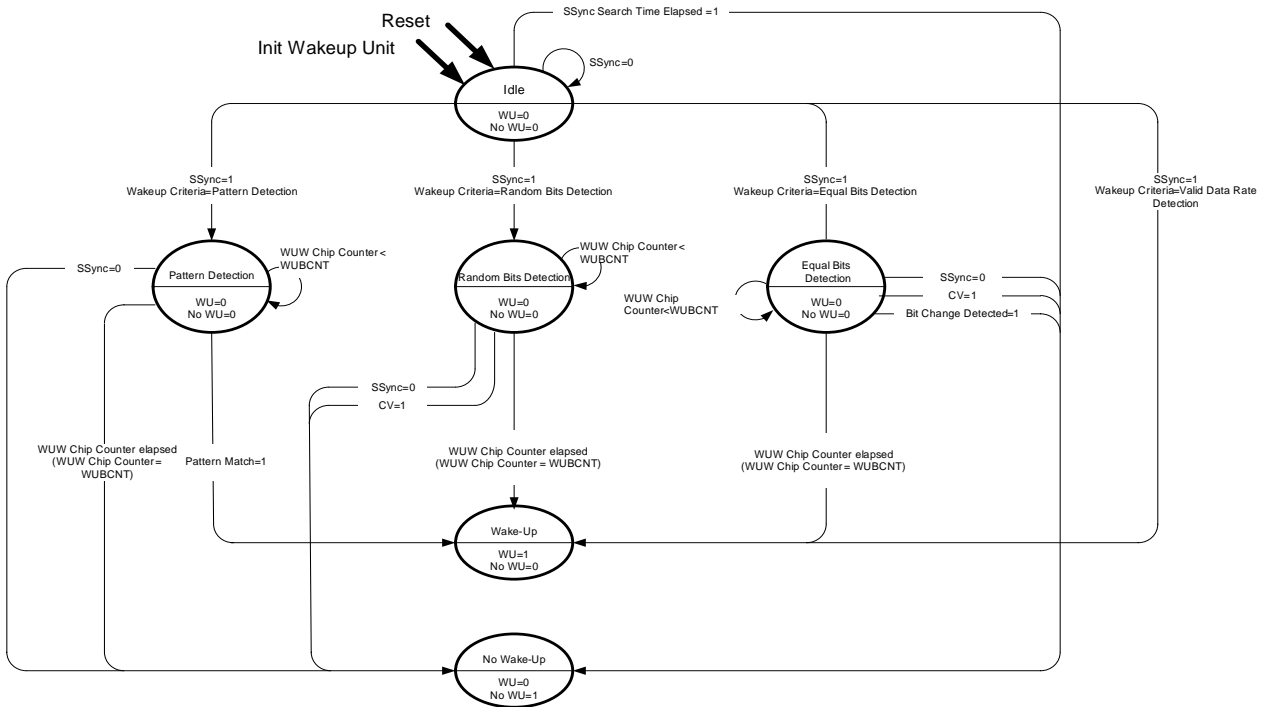 SSync Search Time Elapsed =1
Reset
Init Wakeup Unit
SSync=0
Idle
WU=0
No WU=0
SSync=1
Wakeup Criteria=Pattern Detection
SSync=1
Wakeup Criteria=Random Bits Detection
SSync=1
Wakeup Criteria=Equal Bits Detection
SSync=1
Wakeup Criteria=Valid Data Rate
Detection
SSync=0
Pattern Detection
WU=0
No WU=0
WUW Chip Counter<
WUBCNT
Random Bits Detection
WU=0
No WU=0
WUW Chip Counter<
WUBCNT
WUW Chip
Counter<WUBCNT
Equal Bits
Detection
WU=0
No WU=0
SSync=0
CV=1
Bit Change Detected=1
SSync=0
CV=1
WUW Chip Counter elapsed
(WUW Chip Counter=
WUBCNT)
Pattern Match=1
WUW Chip Counter elapsed
(WUW Chip Counter = WUBCNT)
WUW Chip Counter elapsed
(WUW Chip Counter= WUBCNT)
Wake-Up
WU=1
No WU=0
No Wake-Up
WU=0
No WU=1